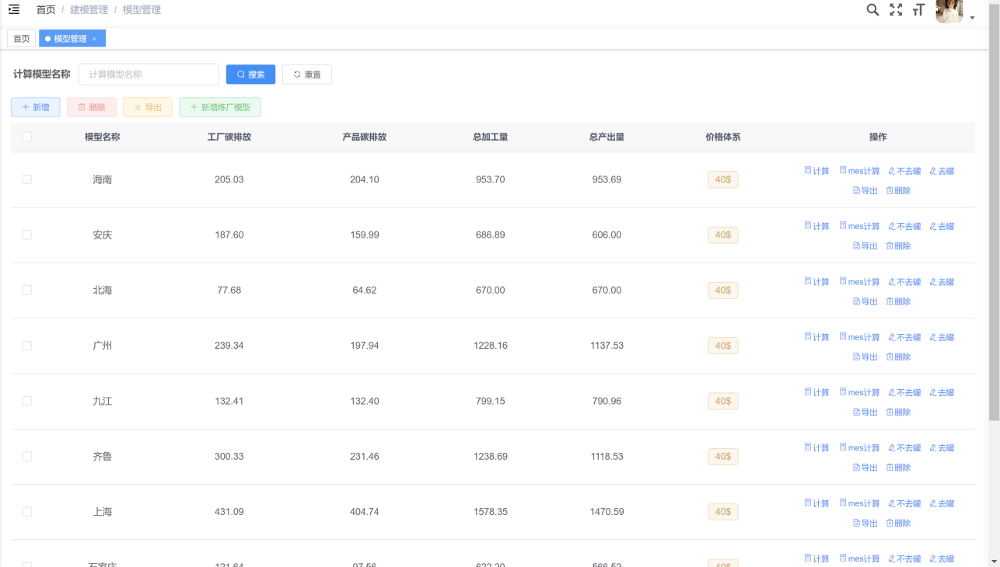 首页 / 建模管理 / 模型管理
首页 模型管理 ×
计算模型名称 计算模型名称 搜索 重置
新增 删除 导出 新增炼厂模型
模型名称 工厂碳排放 产品碳排放 总加工量 总产出量 价格体系 操作
海南 205.03 204.10 953.70 953.69 40$ 计算 mes计算 不去罐 去罐
导出 删除
安庆 187.60 159.99 686.89 606.00 40$ 计算 mes计算 不去罐 去罐
导出 删除
北海 77.68 64.62 670.00 670.00 40$ 计算 mes计算 不去罐 去罐
导出 删除
广州 239.34 197.94 1228.16 1137.53 40$ 计算 mes计算 不去罐 去罐
导出 删除
九江 132.41 132.40 799.15 790.96 40$ 计算 mes计算 不去罐 去罐
导出 删除
齐鲁 300.33 231.46 1238.69 1118.53 40$ 计算 mes计算 不去罐 去罐
导出 删除
上海 431.09 404.74 1578.35 1470.59 40$ 计算 mes计算 不去罐 去罐
导出 删除
石家庄 121.64 97.56 622.20 566.52 40$ 计算 mes计算 不去罐 去罐